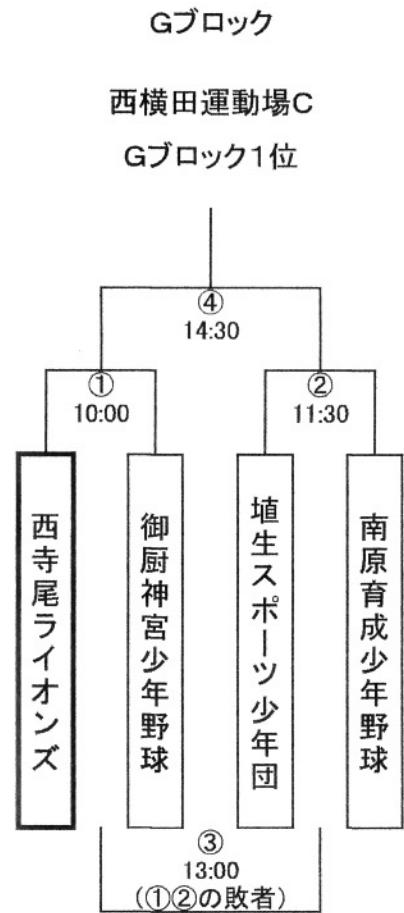 Gブロック
西横田運動場C
Gブロック1位
④
14:30
①
10:00
②
11:30
西寺尾ライオンズ
御厨神宮少年野球
埴生スポーツ少年団
南原育成少年野球
③
13:00
(①②の敗者)